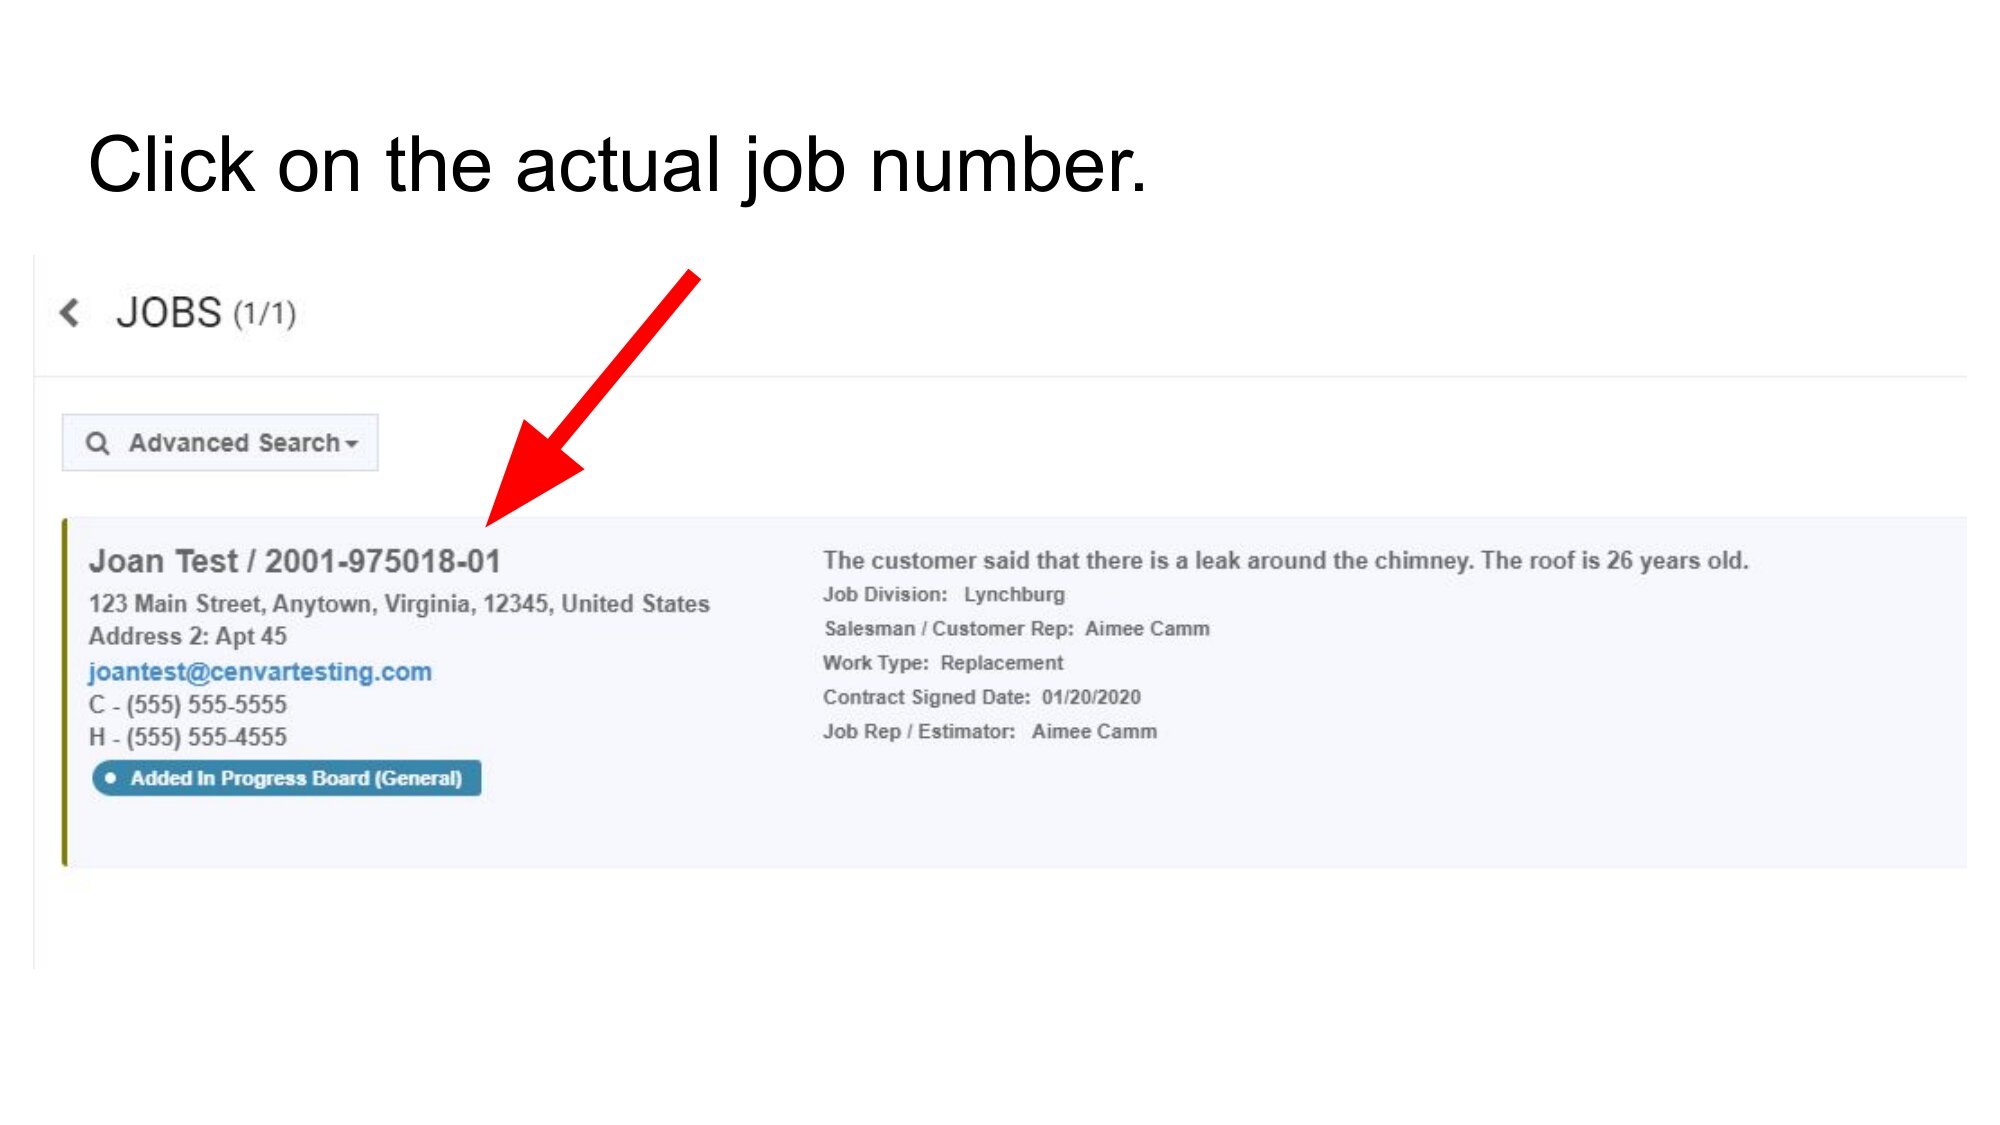 Click on the actual job number.
JOBS (1/1)
Advanced Search
Joan Test / 2001-975018-01
123 Main Street, Anytown, Virginia, 12345, United States
Address 2: Apt 45
joantest@cenvartesting.com
C - (555) 555-5555
H - (555) 555-4555
Added In Progress Board (General)
The customer said that there is a leak around the chimney. The roof is 26 years old.
Job Division: Lynchburg
Salesman / Customer Rep: Aimee Camm
Work Type: Replacement
Contract Signed Date: 01/20/2020
Job Rep / Estimator: Aimee Camm